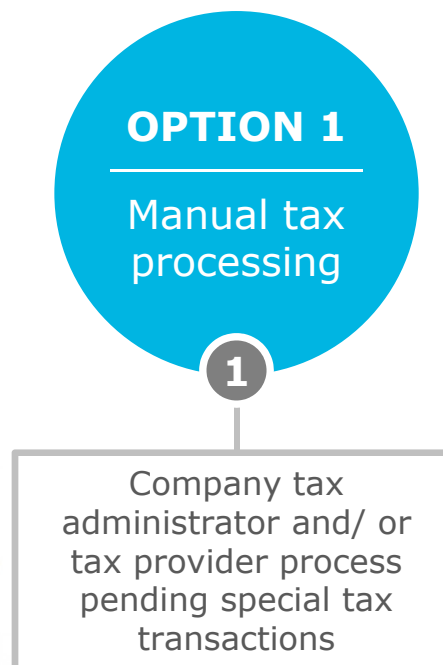 OPTION 1
Manual tax
processing
1
Company tax
administrator and/ or
tax provider process
pending special tax
transactions